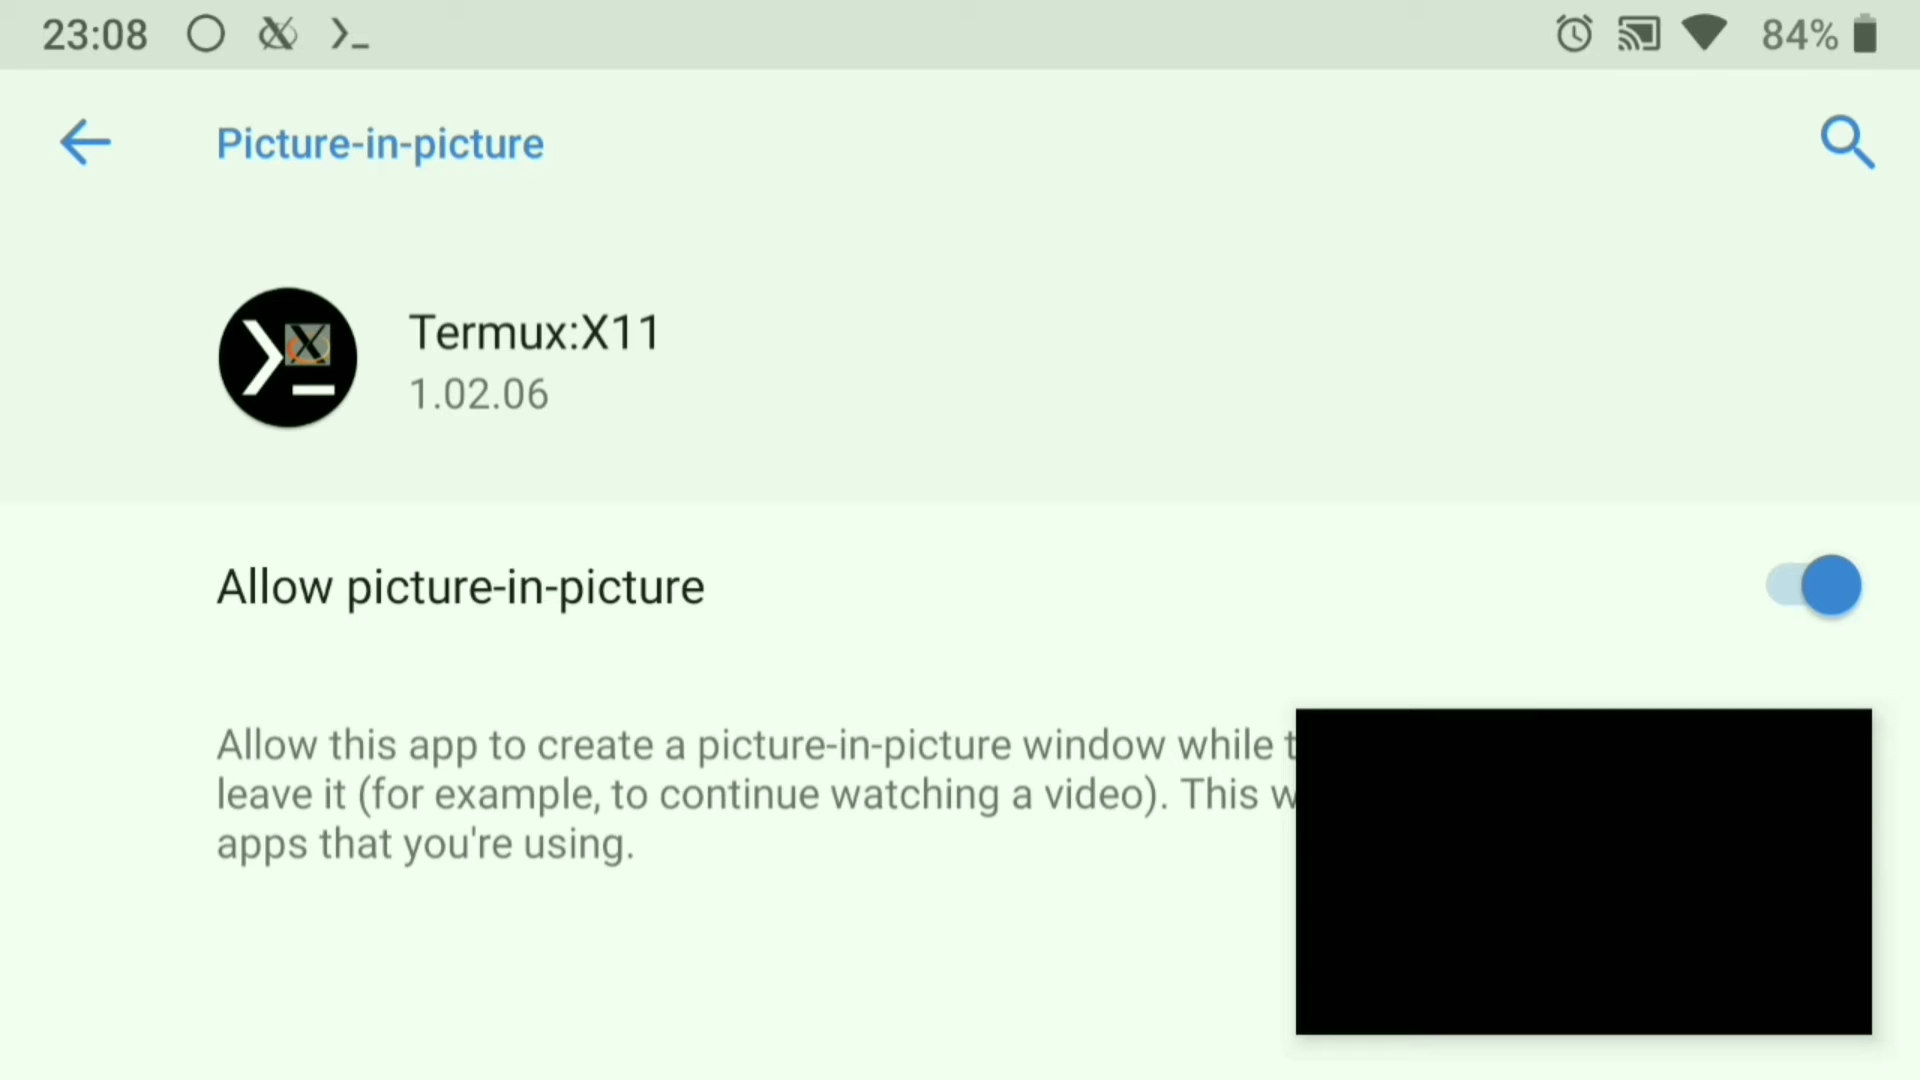 23:08
84%
Picture-in-picture
Termux:X11
1.02.06
Allow picture-in-picture
Allow this app to create a picture-in-picture window while
leave it (for example, to continue watching a video). This
apps that you're using.